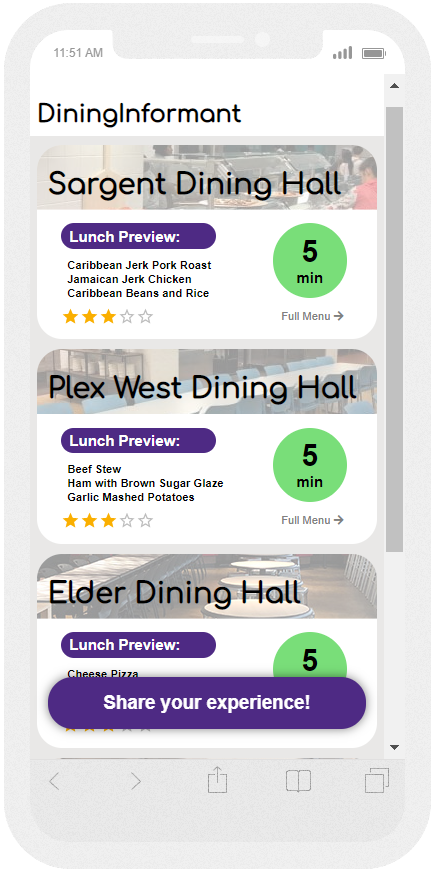 11:51 AM
DiningInformant
Sargent Dining Hall
Lunch Preview:
Caribbean Jerk Pork Roast
Jamaican Jerk Chicken
Caribbean Beans and Rice
5
min
Full Menu
Plex West Dining Hall
Lunch Preview:
Beef Stew
Ham with Brown Sugar Glaze
Garlic Mashed Potatoes
5
min
Full Menu
Elder Dining Hall
Lunch Preview:
Cheese Pizza
5
Share your experience!